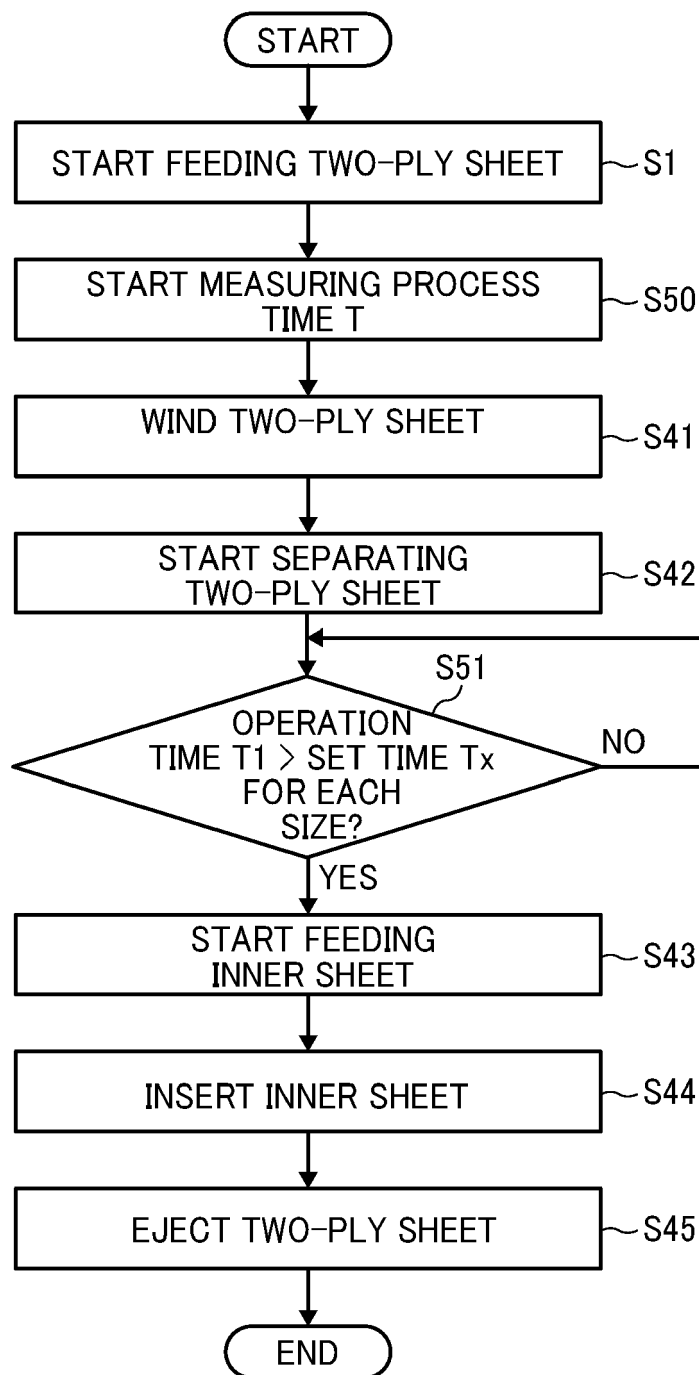 START
START FEEDING TWO-PLY SHEET
S1
START MEASURING PROCESS
TIME T
S50
WIND TWO-PLY SHEET
S41
START SEPARATING
TWO-PLY SHEET
S42
S51
OPERATION
TIME T1 > SET TIME Tx
FOR EACH
SIZE?
NO
YES
START FEEDING
INNER SHEET
S43
INSERT INNER SHEET
S44
EJECT TWO-PLY SHEET
S45
END